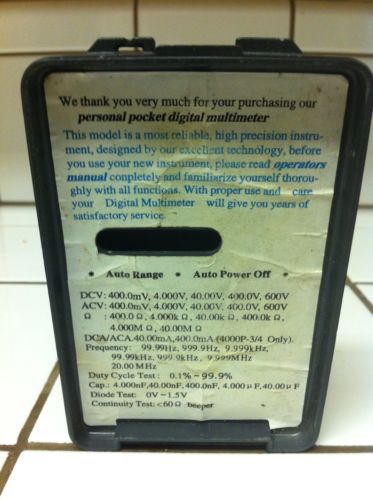 We thank you very much for your purchasing our
personal pocket digital multimeter
This model is a most reliable, high precision instru-
ment, designed by our excellent technology, before
you use your new instrument, please read operators
manual conpletely and familiarize yourself thorou-
ghly with all functions. With proper use and care
your Digital Multimeter will give you years of
satisfactory service.
* Auto Range * Auto Power Off *
DCV: 400.0mV, 4.000V, 40.00V, 400.0V, 600V
ACV: 400.0mV, 4.000V, 40.00V, 400.0V, 600V
Ω : 400.0 Ω, 4.000k Ω, 40.00k Ω, 400.0k Ω,
4.000M Ω, 40.00M Ω
DCA/ACA.40.00mA,400.0mA (4000P-3/4 Only).
Frequency: 99.99Hz, 999.9Hz, 9.999kHz,
99.99kHz, 999.9kHz, 9.999MHz
20.00 MHz
Duty Cycle Test: 0.1% ~ 99.9%
Cap.: 4.000nF,40.00nF, 400.0nF, 4.000 μ F,40.00 μ F
Diode Test: 0V ~ 1.5V
Continuity Test: <60 Ω beeper